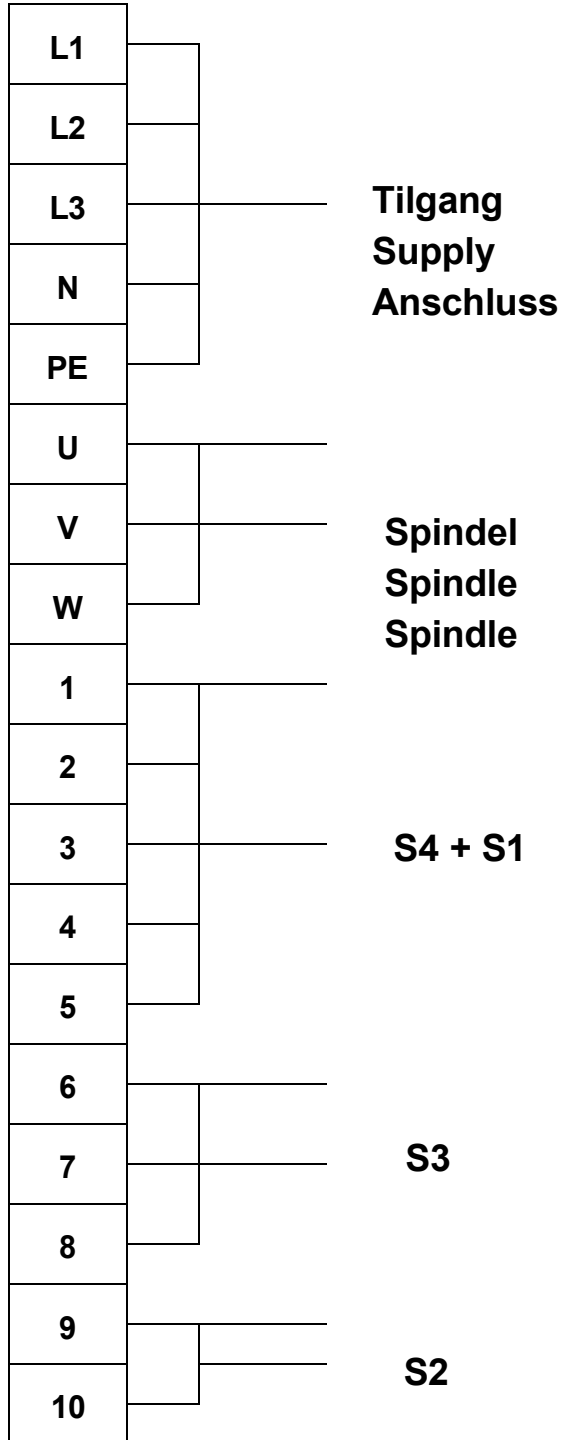 L1
L2
L3
N
PE
Tilgang
Supply
Anschluss
U
V
W
Spindel
Spindle
Spindle
1
2
3
4
5
S4 + S1
6
7
8
S3
9
10
S2